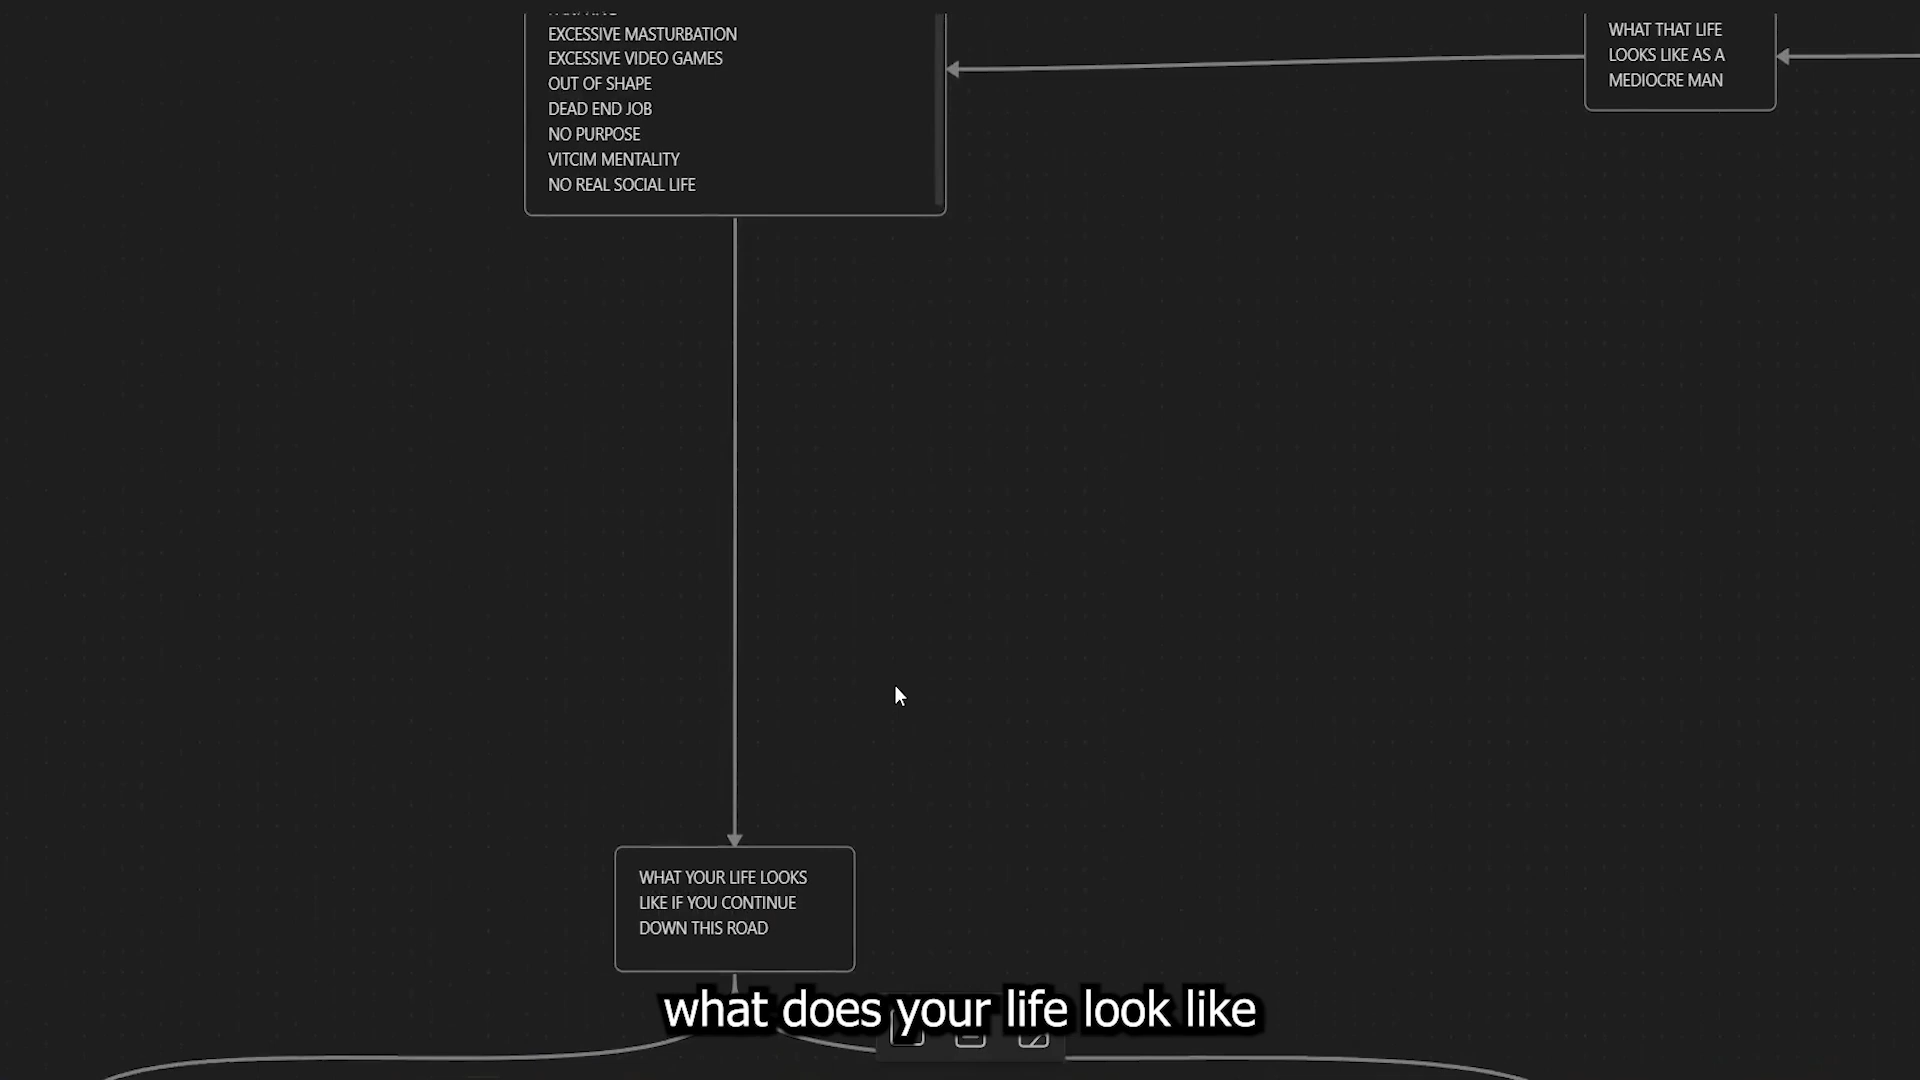 EXCESSIVE MASTURBATION
EXCESSIVE VIDEO GAMES
OUT OF SHAPE
DEAD END JOB
NO PURPOSE
VITCIM MENTALITY
NO REAL SOCIAL LIFE
WHAT THAT LIFE
LOOKS LIKE AS A
MEDIOCRE MAN
WHAT YOUR LIFE LOOKS
LIKE IF YOU CONTINUE
DOWN THIS ROAD
what does your life look like